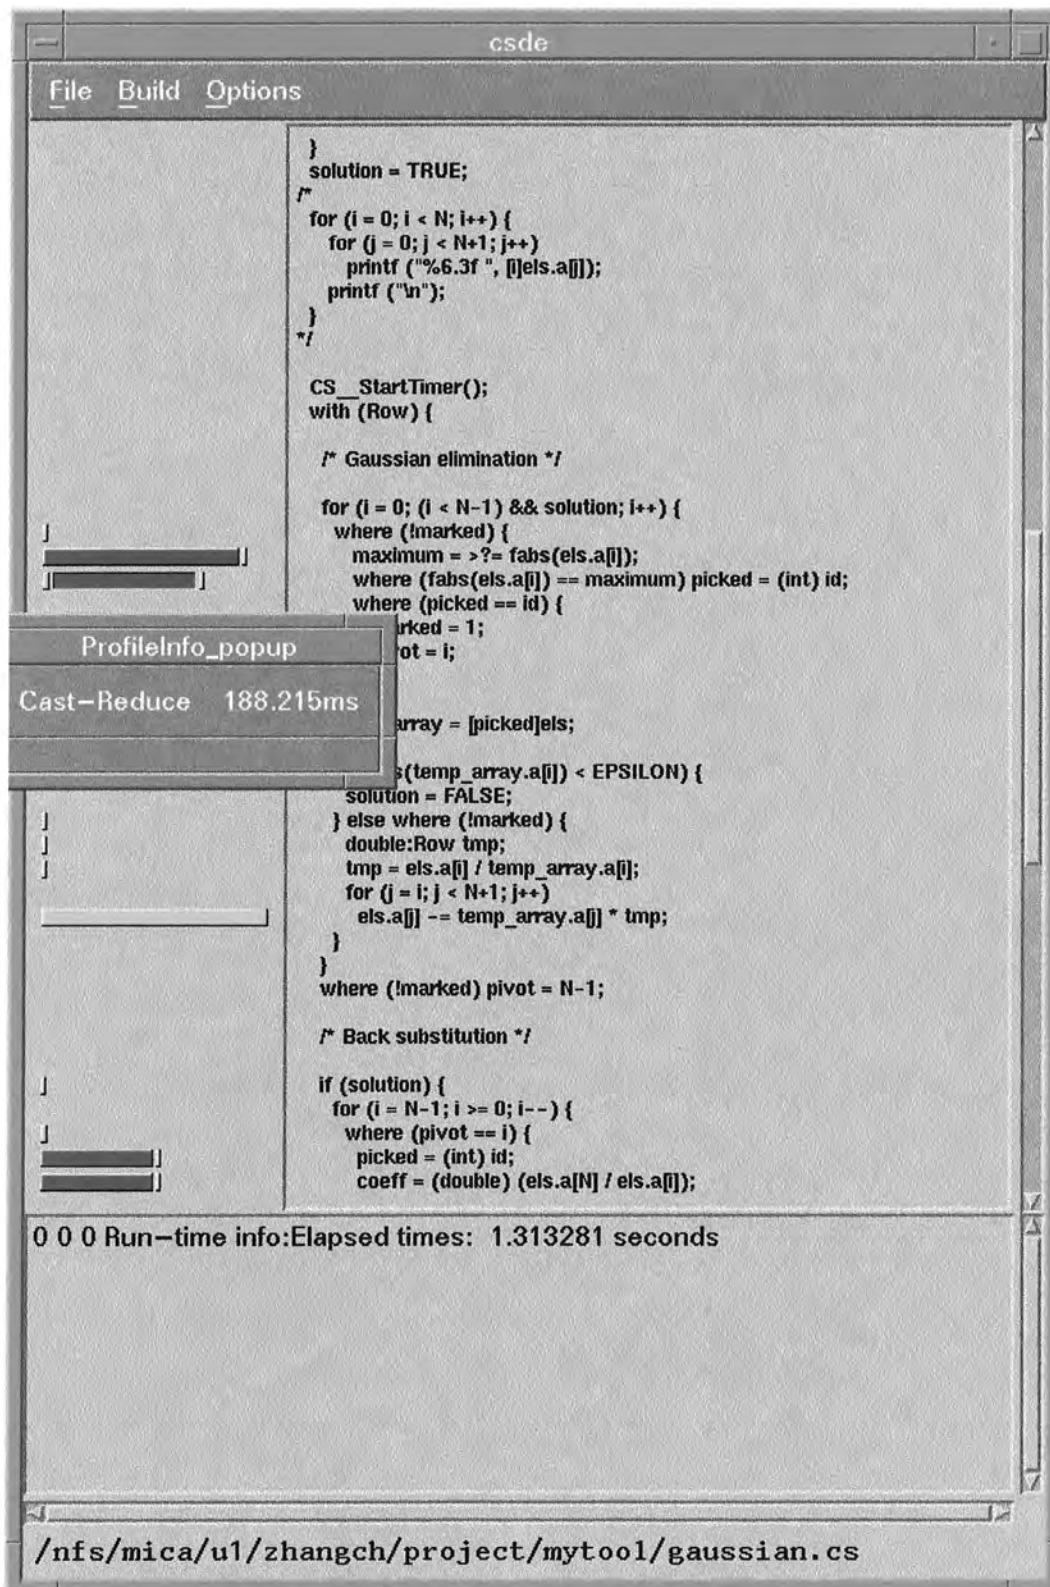 csde
File Build Options
}
solution = TRUE;
/*
for (i = 0; i < N; i++) {
for (j = 0; j < N+1; j++)
printf ("%6.3f ", [i]els.a[j]);
printf ("\n");
}
*/
CS__StartTimer();
with (Row) {
/* Gaussian elimination */
for (i = 0; (i < N-1) && solution; i++) {
where (!marked) {
maximum = >?= fabs(els.a[i]);
where (fabs(els.a[i]) == maximum) picked = (int) id;
where (picked == id) {
rked = 1;
ot = i;
ProfileInfo_popup
Cast-Reduce 188.215ms
array = [picked]els;
s(temp_array.a[i]) < EPSILON) {
solution = FALSE;
} else where (!marked) {
double:Row tmp;
tmp = els.a[i] / temp_array.a[i];
for (j = i; j < N+1; j++)
els.a[j] -= temp_array.a[j] * tmp;
}
}
where (!marked) pivot = N-1;
/* Back substitution */
if (solution) {
for (i = N-1; i >= 0; i--) {
where (pivot == i) {
picked = (int) id;
coeff = (double) (els.a[N] / els.a[i]);
0 0 0 Run-time info:Elapsed times: 1.313281 seconds
/nfs/mica/u1/zhangch/project/mytool/gaussian.cs